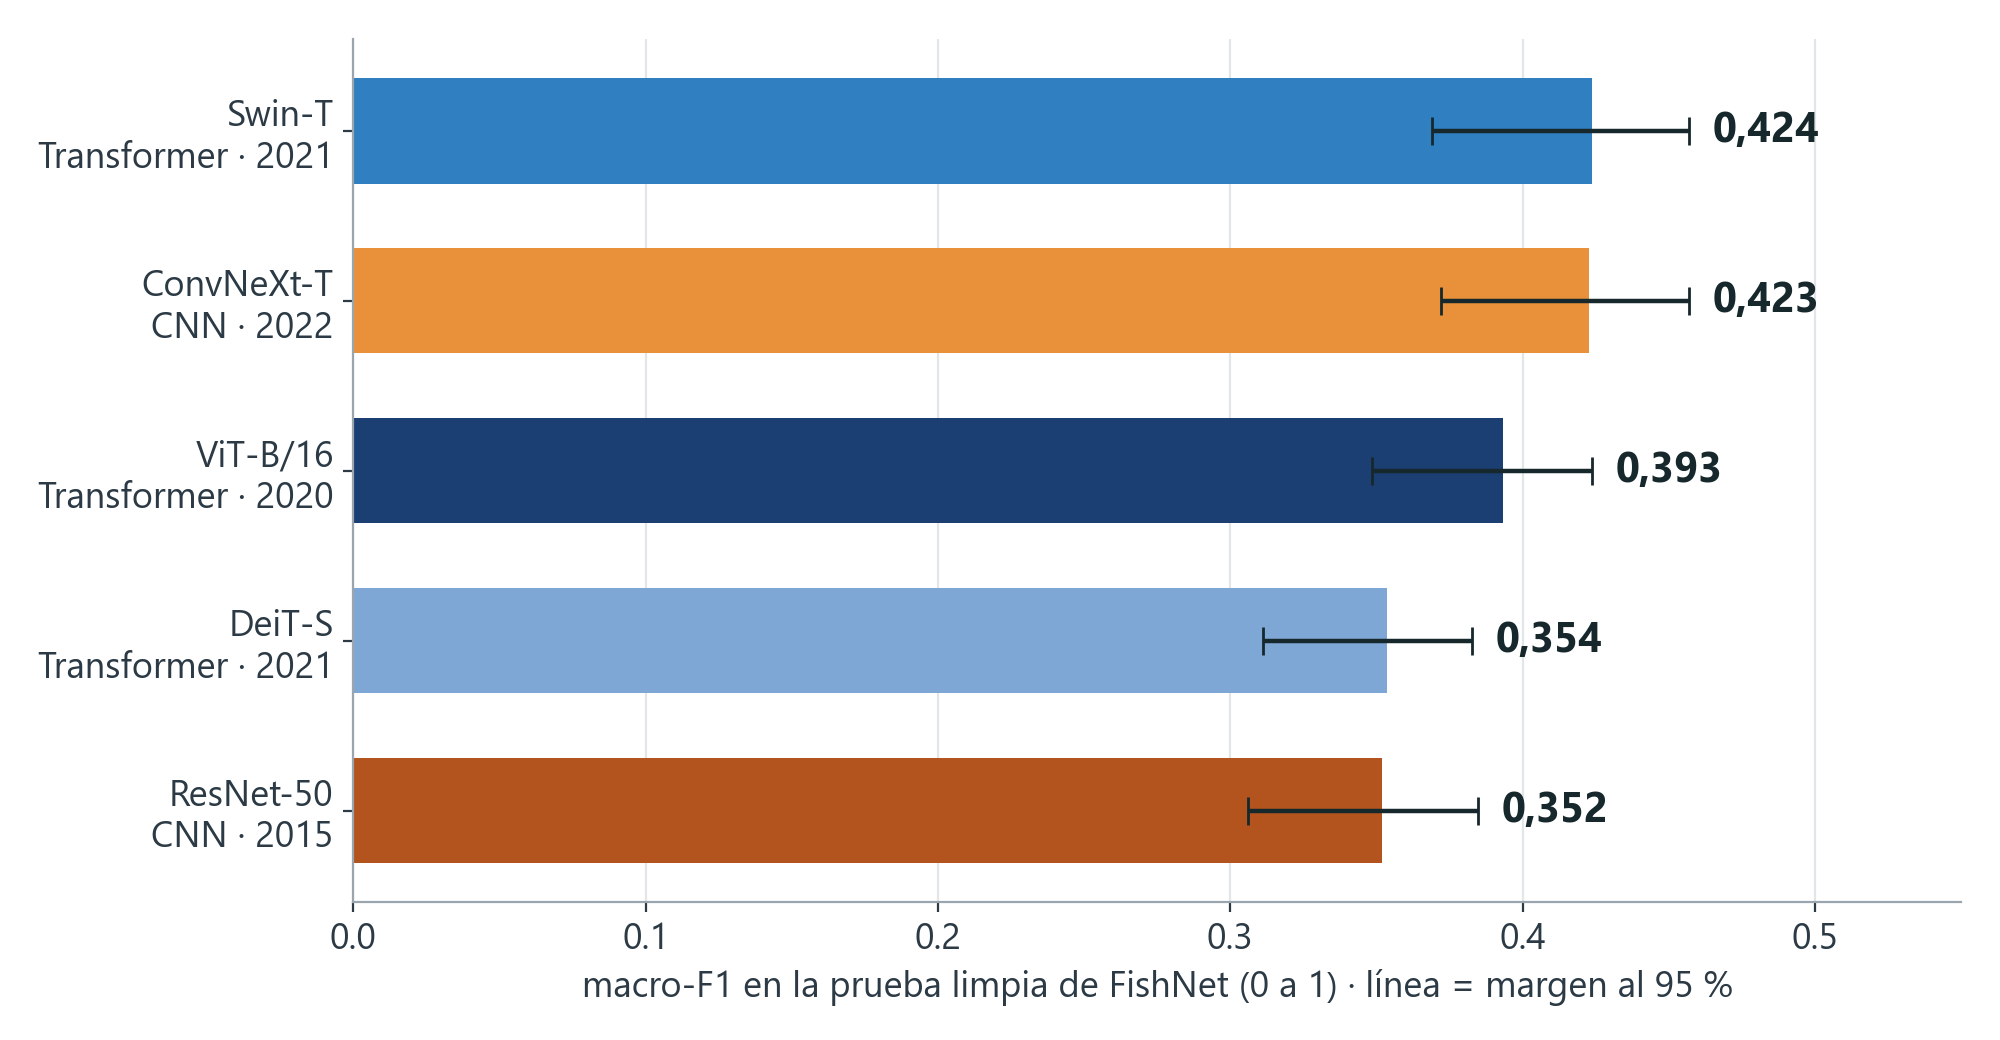 Swin-T
Transformer · 2021
0,424
ConvNeXt-T
CNN · 2022
0,423
ViT-B/16
Transformer · 2020
0,393
DeiT-S
Transformer · 2021
0,354
ResNet-50
CNN · 2015
0,352
0.0 0.1 0.2 0.3 0.4 0.5
macro-F1 en la prueba limpia de FishNet (0 a 1) · línea = margen al 95 %